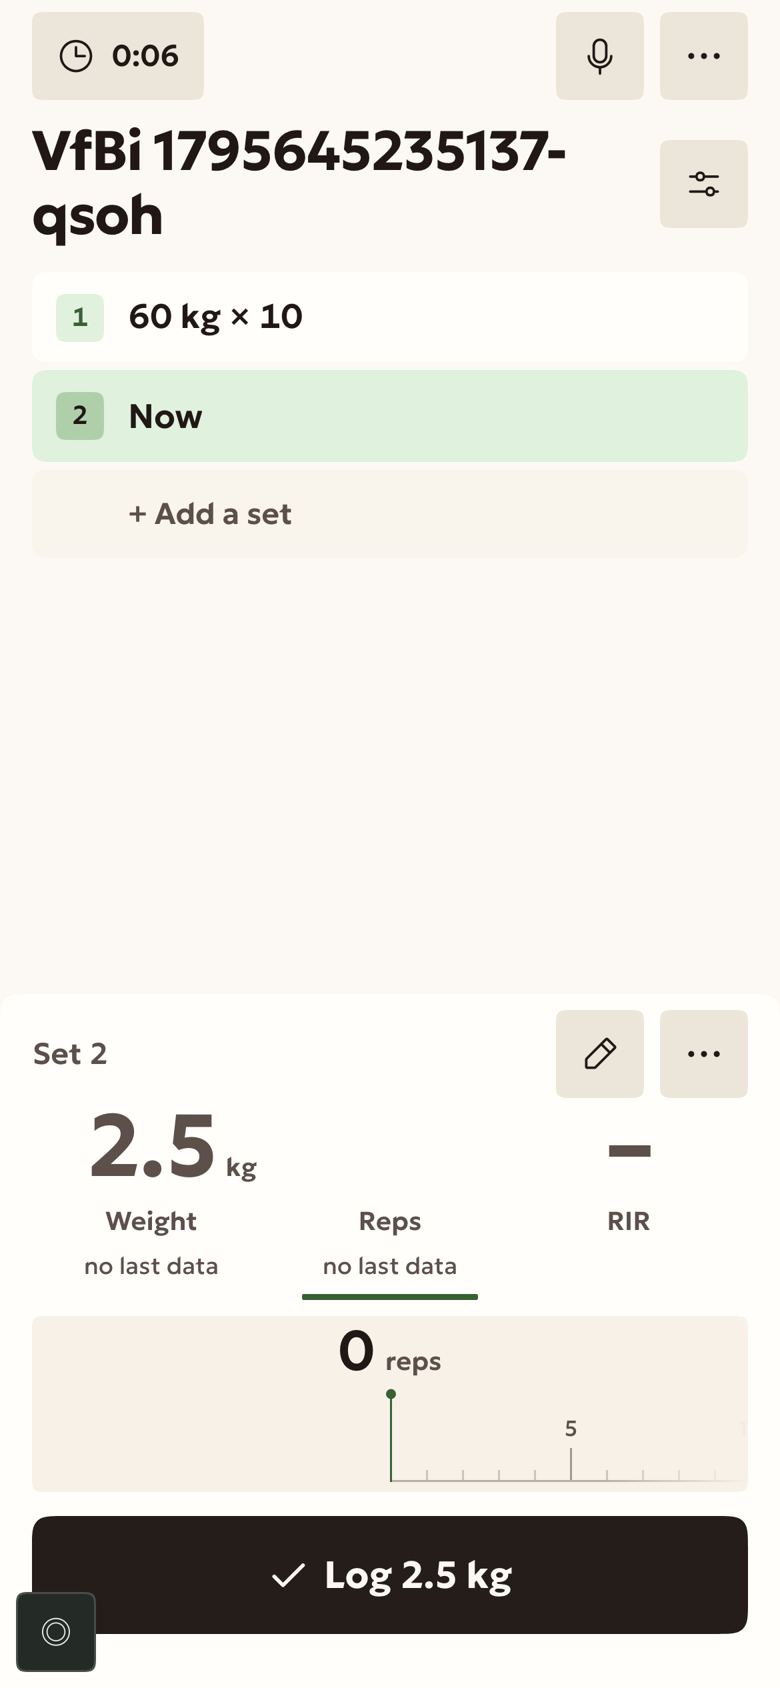 0:06
VfBi 1795645235137-
qsoh
1 60 kg × 10
2 Now
+ Add a set
Set 2
2.5 kg –
Weight Reps RIR
no last data no last data
0 reps
5
Log 2.5 kg